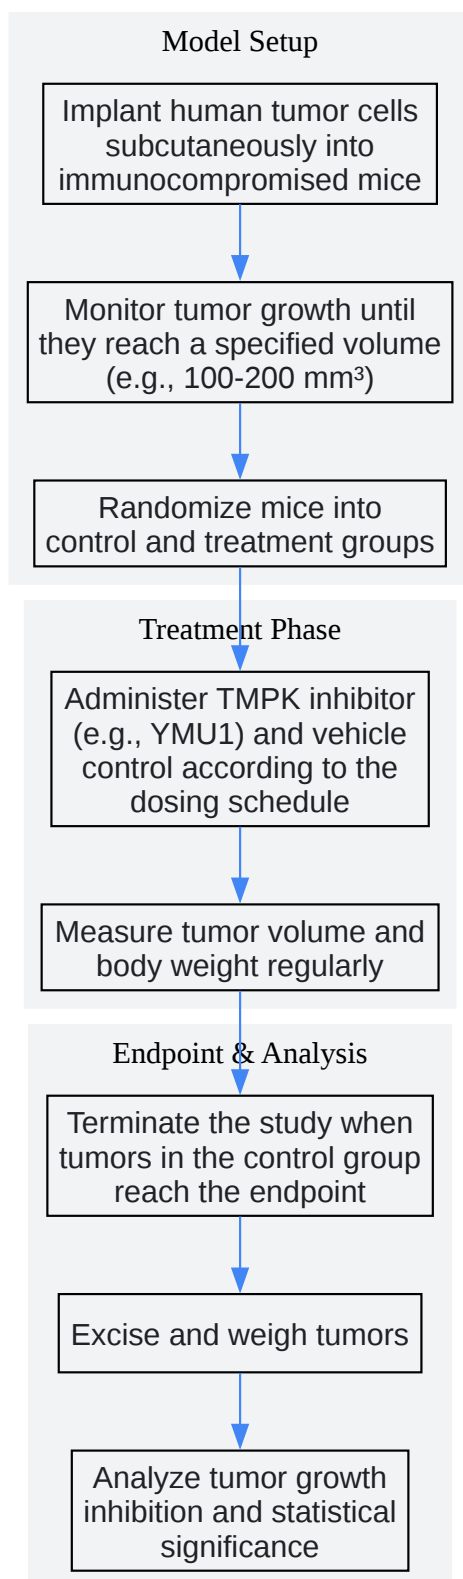 Model Setup
Implant human tumor cells
subcutaneously into
immunocompromised mice
Monitor tumor growth until
they reach a specified volume
(e.g., 100-200 mm³)
Randomize mice into
control and treatment groups
Treatment Phase
Administer TMPK inhibitor
(e.g., YMU1) and vehicle
control according to the
dosing schedule
Measure tumor volume and
body weight regularly
Endpoint & Analysis
Terminate the study when
tumors in the control group
reach the endpoint
Excise and weigh tumors
Analyze tumor growth
inhibition and statistical
significance